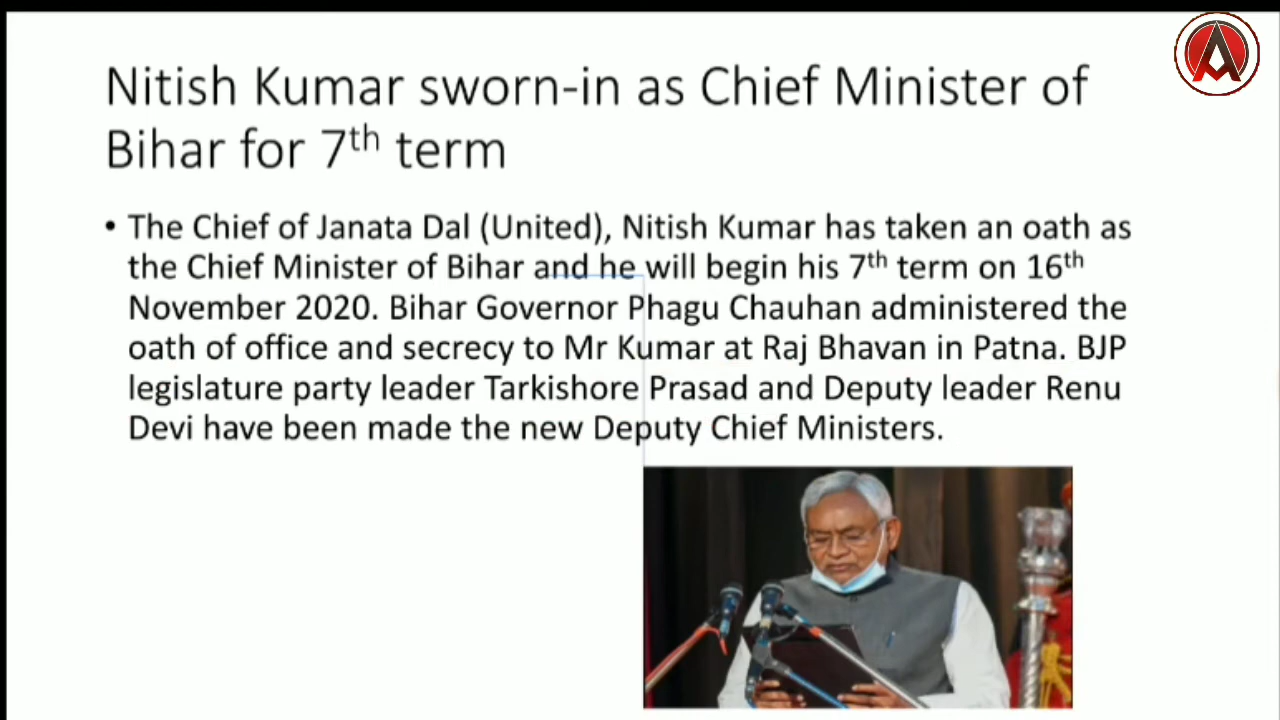 Nitish Kumar sworn-in as Chief Minister of
Bihar for 7th term
• The Chief of Janata Dal (United), Nitish Kumar has taken an oath as
the Chief Minister of Bihar and he will begin his 7th term on 16th
November 2020. Bihar Governor Phagu Chauhan administered the
oath of office and secrecy to Mr Kumar at Raj Bhavan in Patna. BJP
legislature party leader Tarkishore Prasad and Deputy leader Renu
Devi have been made the new Deputy Chief Ministers.